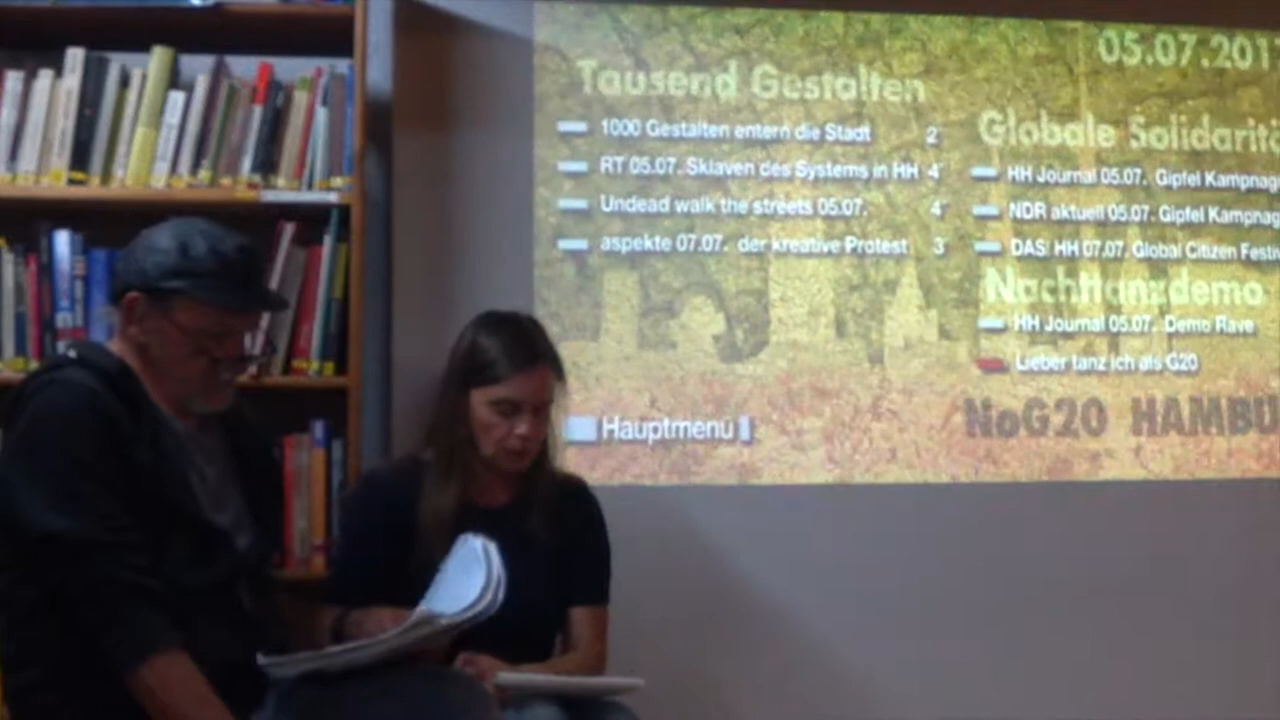 05.07.201
Tausend Gestalten
1000 Gestalten entern die Stadt 2'
RT 05.07. Sklaven des Systems in HH 4'
Undead walk the streets 05.07. 4'
aspekte 07.07. der kreative Protest 3
Globale Solidaritä
HH Journal 05.07. Gipfel Kampnag
NDR aktuell 05.07. Gipfel Kampnag
DAS! HH 07.07. Global Citizen Festiv
Nachttanzdemo
HH Journal 05.07. Demo Rave
Lieber tanz ich als G20
NoG20 HAMBU
Hauptmenu